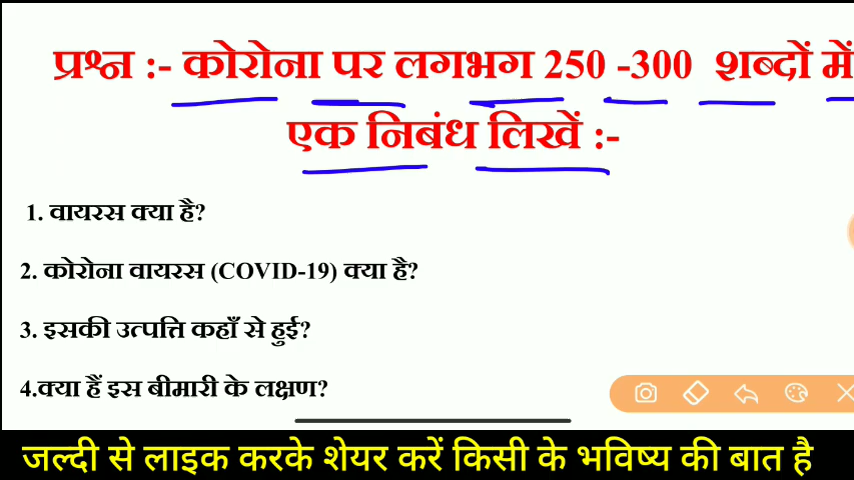 प्रश्न :- कोरोना पर लगभग 250 -300 शब्दों में
एक निबंध लिखें :-
1. वायरस क्या है?
2. कोरोना वायरस (COVID-19) क्या है?
3. इसकी उत्पत्ति कहाँ से हुई?
4.क्या हैं इस बीमारी के लक्षण?
जल्दी से लाइक करके शेयर करें किसी के भविष्य की बात है